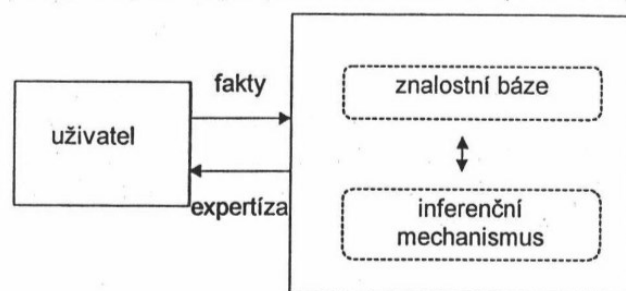 fakty
uživatel
expertíza
znalostní báze
inferenční
mechanismus